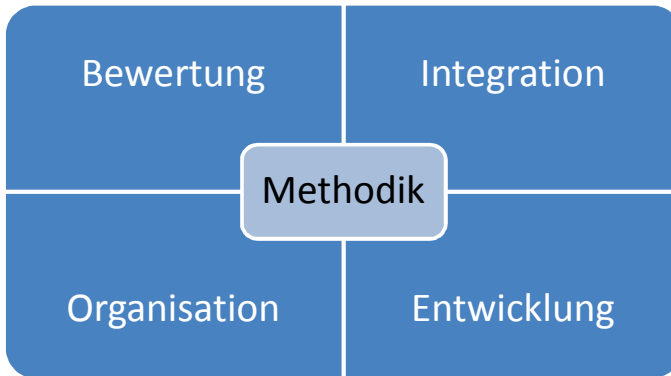 Bewertung
Integration
Methodik
Organisation
Entwicklung